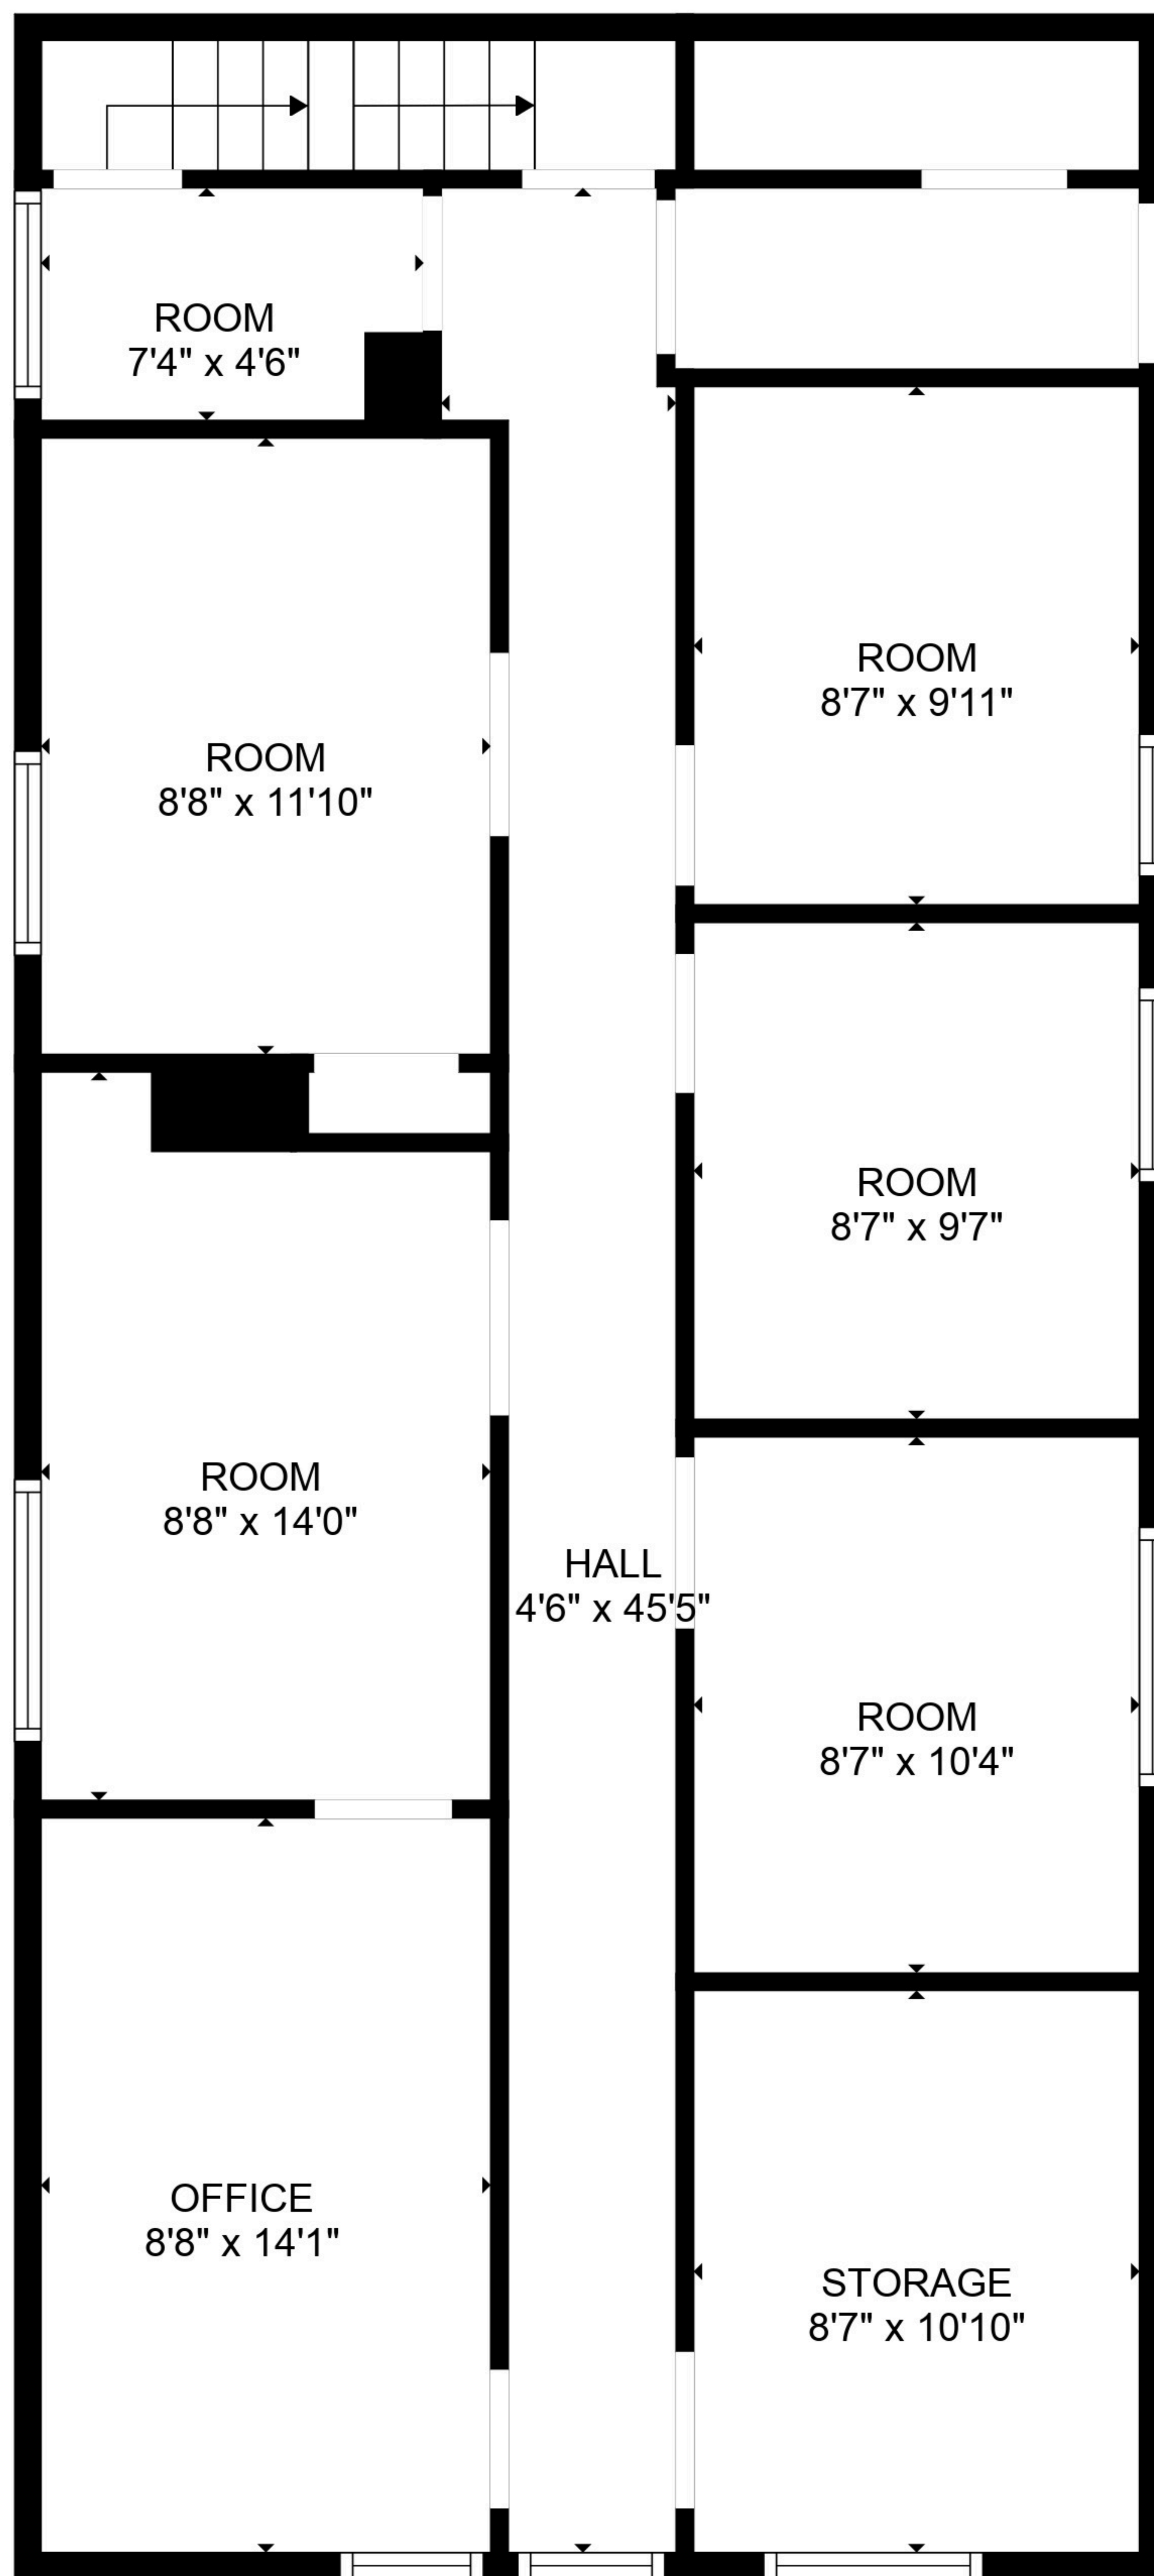 ROOM
7'4" x 4'6"
ROOM
8'7" x 9'11"
ROOM
8'8" x 11'10"
ROOM
8'7" x 9'7"
ROOM
8'8" x 14'0"
HALL
4'6" x 45'5"
ROOM
8'7" x 10'4"
OFFICE
8'8" x 14'1"
STORAGE
8'7" x 10'10"